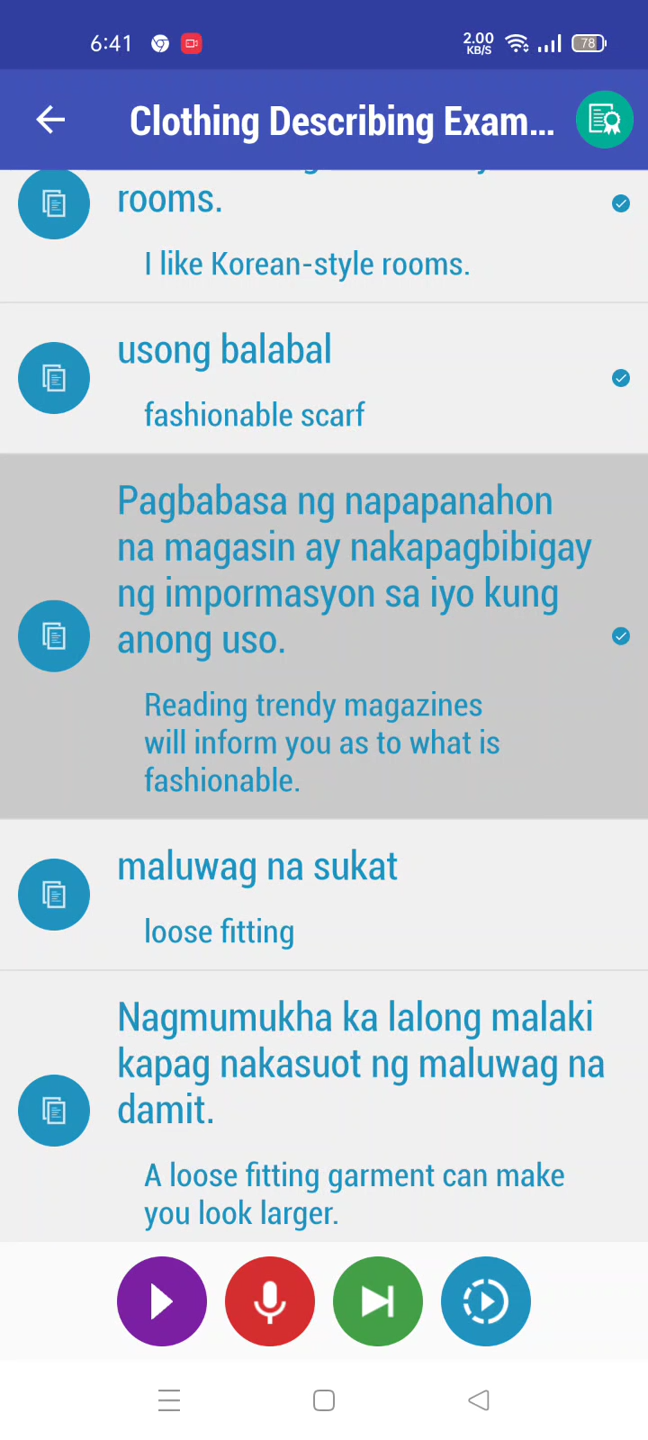 6:41
2.00
KB/S
78
Clothing Describing Exam...
rooms.
I like Korean-style rooms.
usong balabal
fashionable scarf
Pagbabasa ng napapanahon
na magasin ay nakapagbibigay
ng impormasyon sa iyo kung
anong uso.
Reading trendy magazines
will inform you as to what is
fashionable.
maluwag na sukat
loose fitting
Nagmumukha ka lalong malaki
kapag nakasuot ng maluwag na
damit.
A loose fitting garment can make
you look larger.